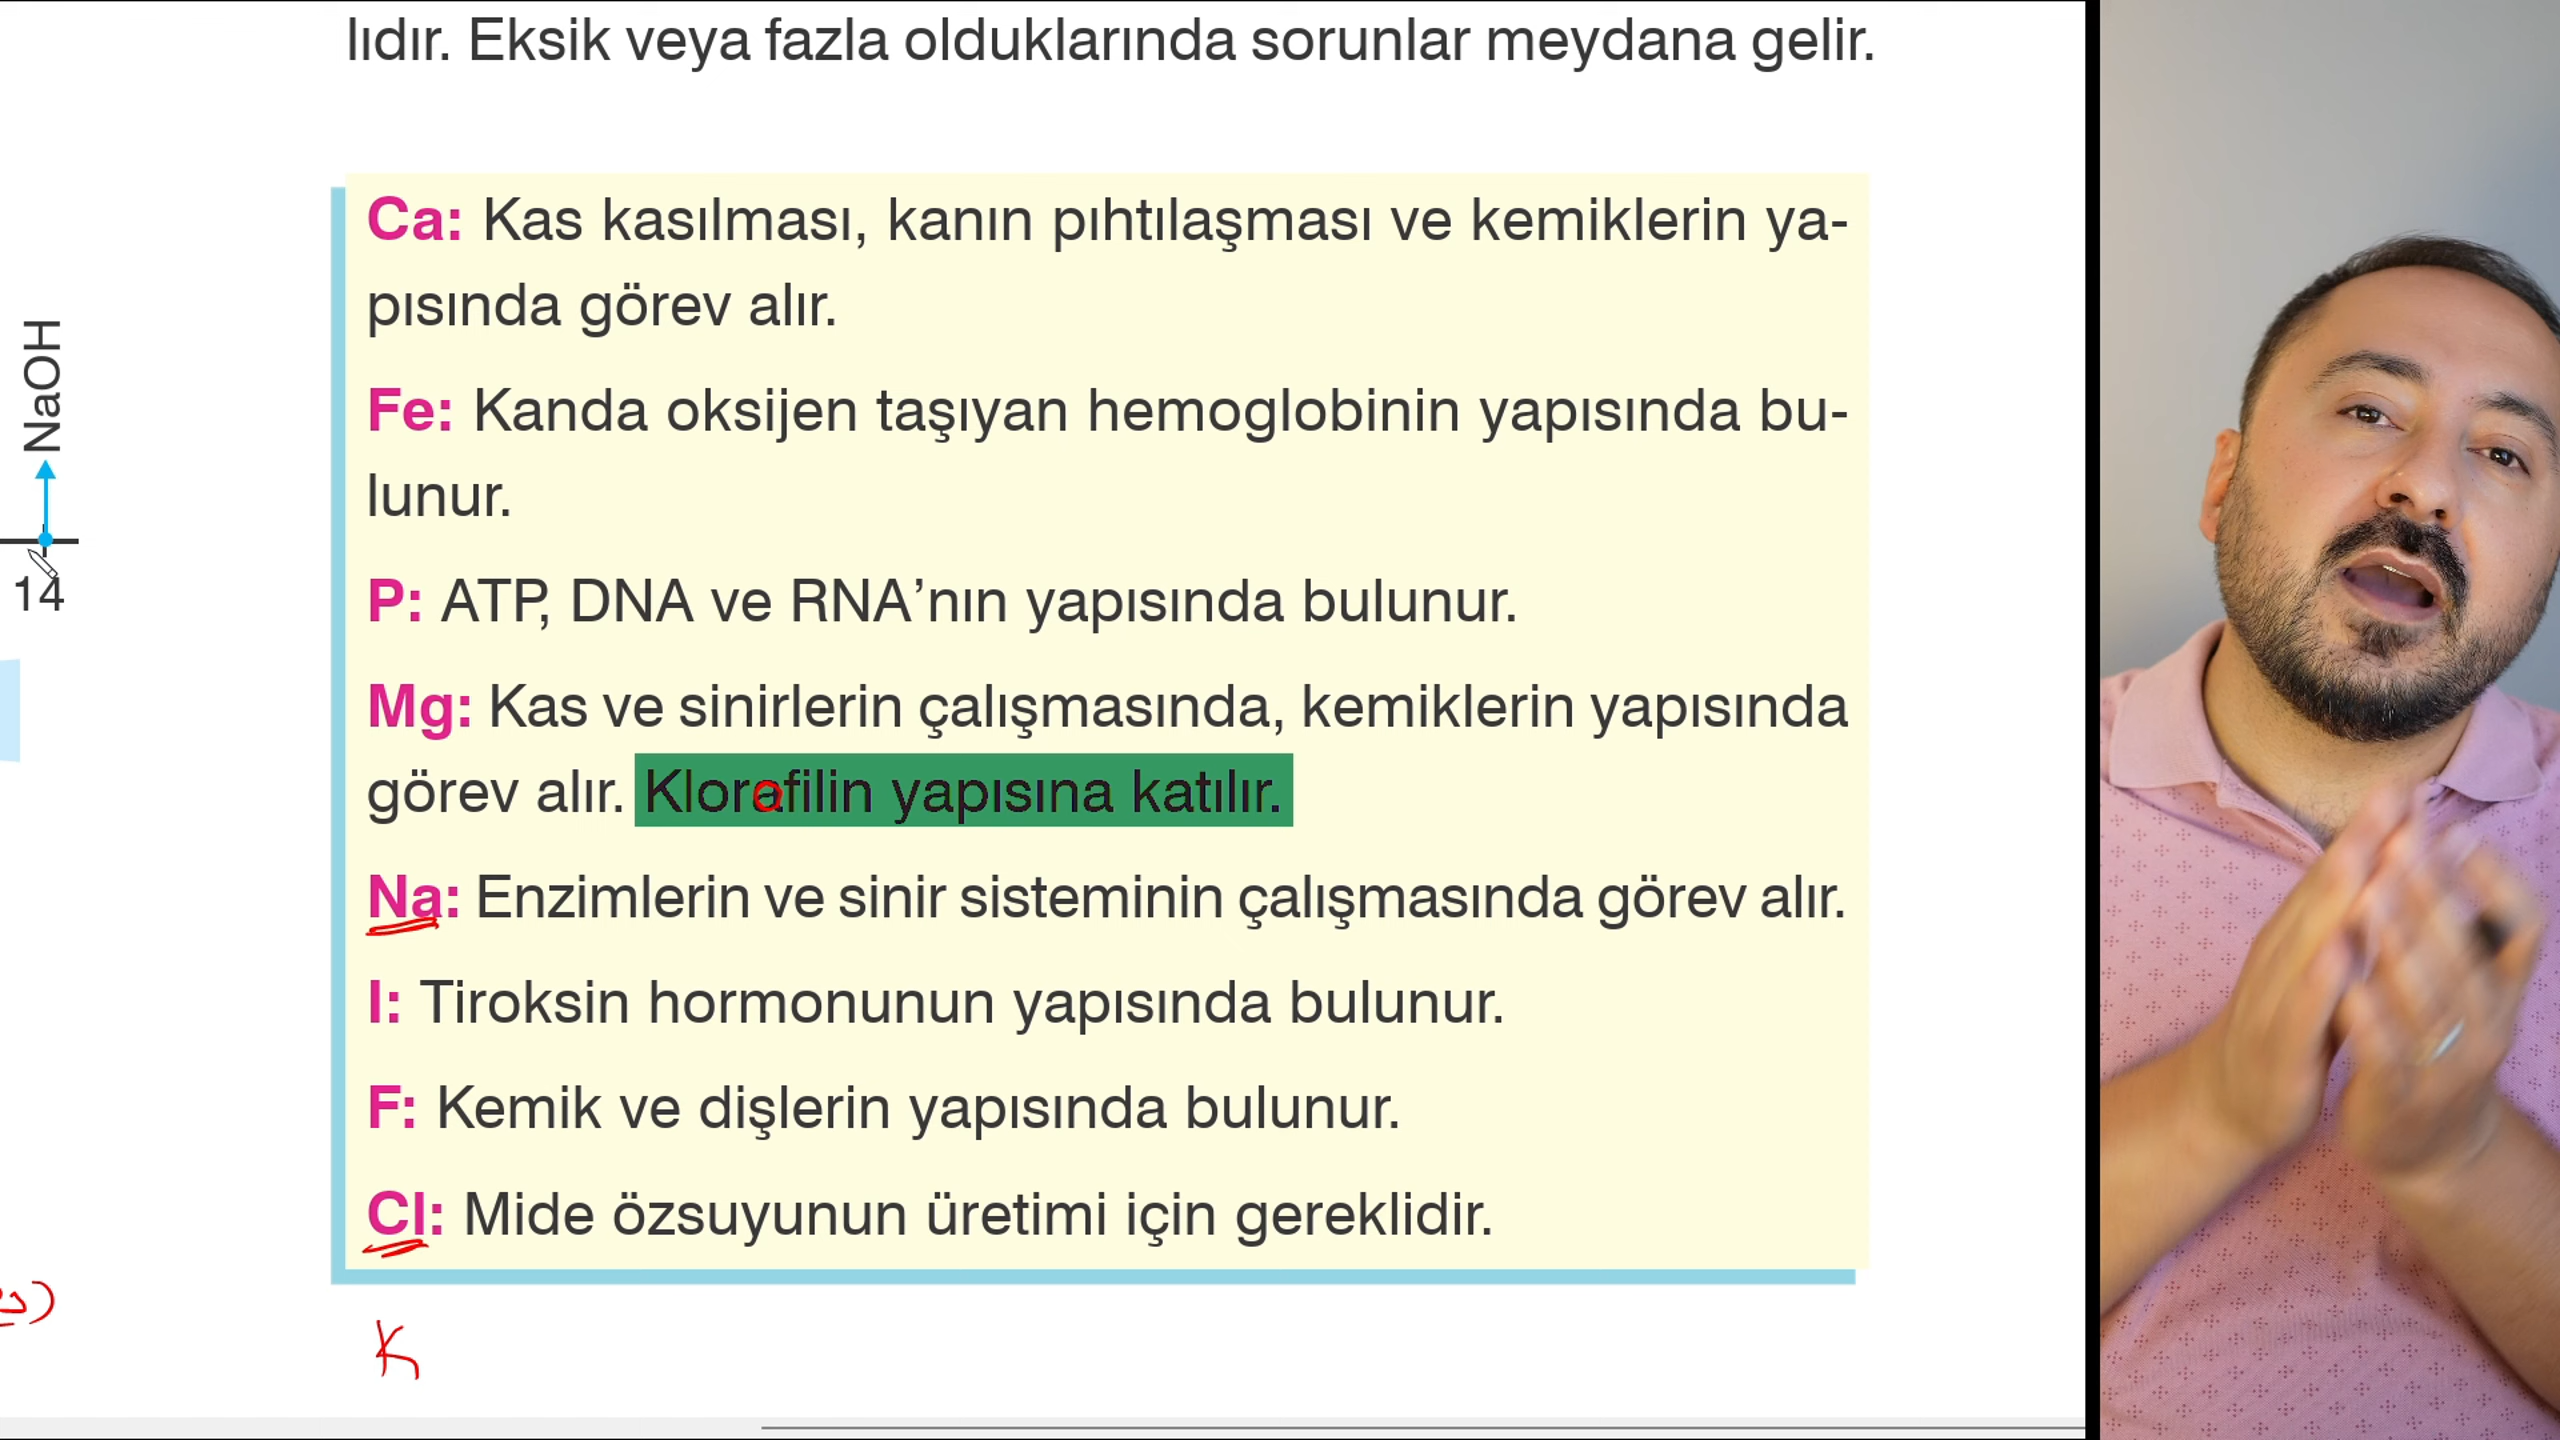 lıdır. Eksik veya fazla olduklarında sorunlar meydana gelir.
Ca: Kas kasılması, kanın pıhtılaşması ve kemiklerin ya-
pısında görev alır.
Fe: Kanda oksijen taşıyan hemoglobinin yapısında bu-
lunur.
P: ATP, DNA ve RNA’nın yapısında bulunur.
Mg: Kas ve sinirlerin çalışmasında, kemiklerin yapısında
görev alır. Klorofilin yapısına katılır.
Na: Enzimlerin ve sinir sisteminin çalışmasında görev alır.
I: Tiroksin hormonunun yapısında bulunur.
F: Kemik ve dişlerin yapısında bulunur.
Cl: Mide özsuyunun üretimi için gereklidir.
K
NaOH
14